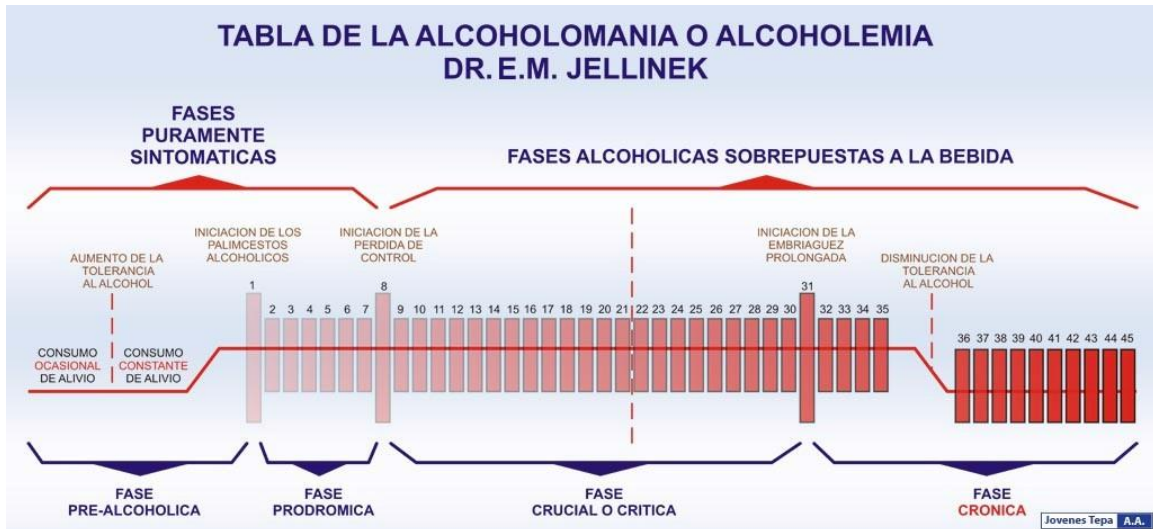 TABLA DE LA ALCOHOLOMANIA O ALCOHOLEMIA
DR. E.M. JELLINEK
FASES
PURAMENTE
SINTOMATICAS
FASES ALCOHOLICAS SOBREPUESTAS A LA BEBIDA
AUMENTO DE LA
TOLERANCIA
AL ALCOHOL
INICIACION DE LOS
PALIMCESTOS
ALCOHOLICOS
INICIACION DE LA
PERDIDA DE
CONTROL
INICIACION DE LA
EMBRIAGUEZ
PROLONGADA
DISMINUCION DE LA
TOLERANCIA
AL ALCOHOL
CONSUMO
OCASIONAL
DE ALIVIO
CONSUMO
CONSTANTE
DE ALIVIO
1 2 3 4 5 6 7 8 9 10 11 12 13 14 15 16 17 18 19 20 21 22 23 24 25 26 27 28 29 30 31 32 33 34 35 36 37 38 39 40 41 42 43 44 45
FASE
PRE-ALCOHOLICA
FASE
PRODROMICA
FASE
CRUCIAL O CRITICA
FASE
CRONICA
Jovenes Tepa A.A.